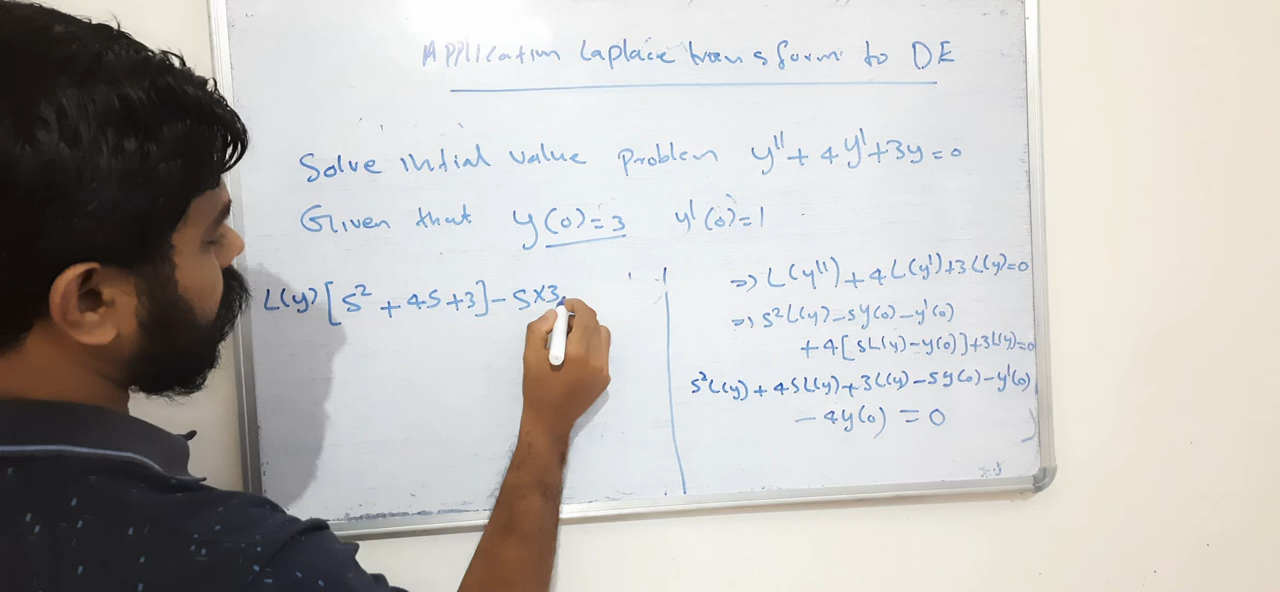 Application Laplace transform to DE
Solve initial value problem y'' + 4y' + 3y = 0
Given that y(0) = 3 y'(0) = 1
L(y) [s² + 4s + 3] - s × 3
=> L(y'') + 4L(y') + 3L(y) = 0
=> s²L(y) - sy(0) - y'(0)
+ 4[sL(y) - y(0)] + 3L(y) = 0
s²L(y) + 4sL(y) + 3L(y) - sy(0) - y'(0)
- 4y(0) = 0